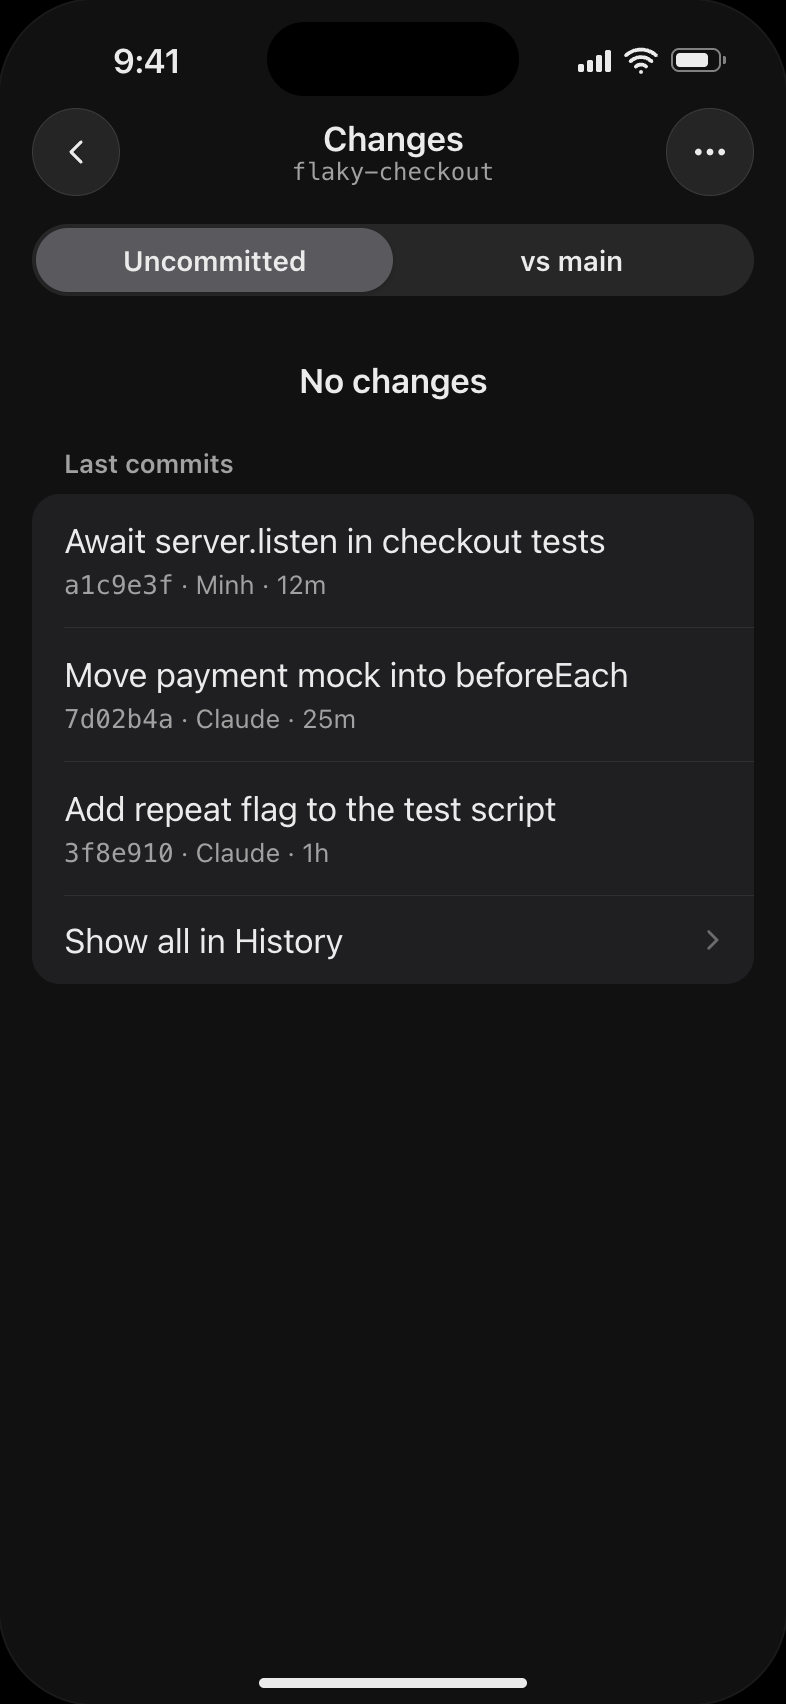 9:41
Changes
flaky-checkout
Uncommitted
vs main
No changes
Last commits
Await server.listen in checkout tests
a1c9e3f · Minh · 12m
Move payment mock into beforeEach
7d02b4a · Claude · 25m
Add repeat flag to the test script
3f8e910 · Claude · 1h
Show all in History